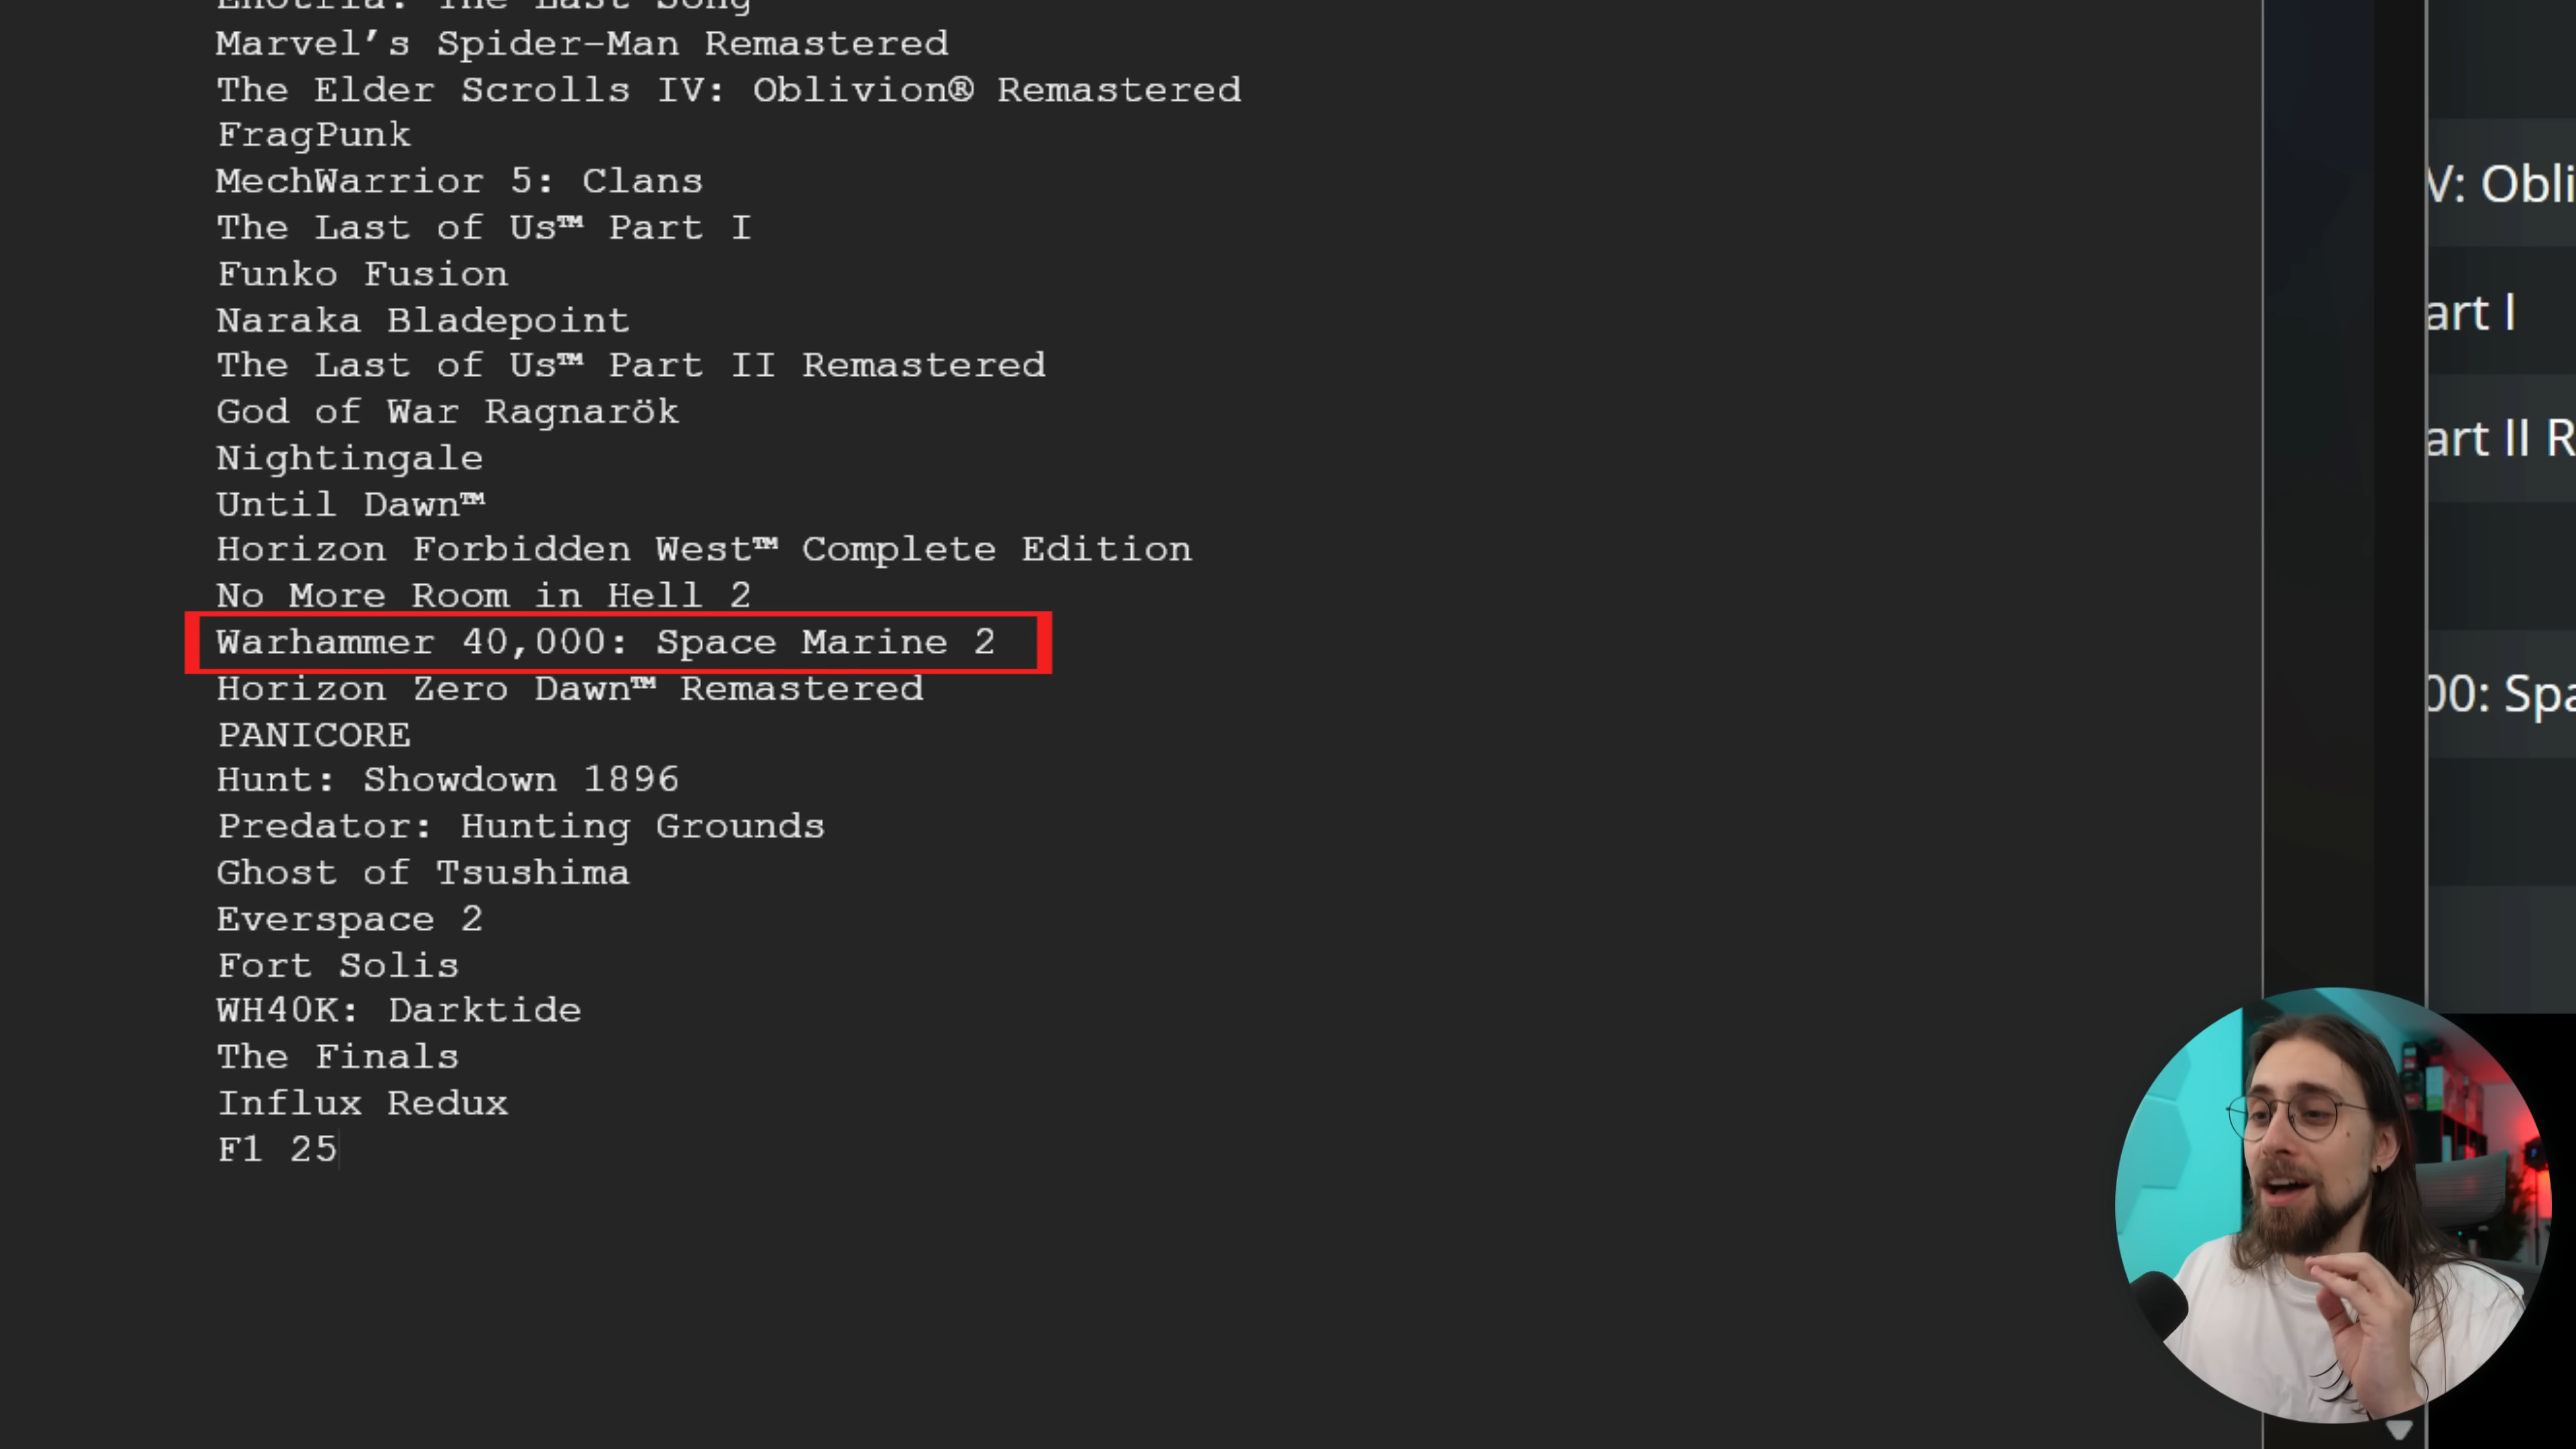 Enotria: The Last Song
Marvel’s Spider-Man Remastered
The Elder Scrolls IV: Oblivion® Remastered
FragPunk
MechWarrior 5: Clans
The Last of Us™ Part I
Funko Fusion
Naraka Bladepoint
The Last of Us™ Part II Remastered
God of War Ragnarök
Nightingale
Until Dawn™
Horizon Forbidden West™ Complete Edition
No More Room in Hell 2
Warhammer 40,000: Space Marine 2
Horizon Zero Dawn™ Remastered
PANICORE
Hunt: Showdown 1896
Predator: Hunting Grounds
Ghost of Tsushima
Everspace 2
Fort Solis
WH40K: Darktide
The Finals
Influx Redux
F1 25
V: Obli
art I
art II R
00: Spa